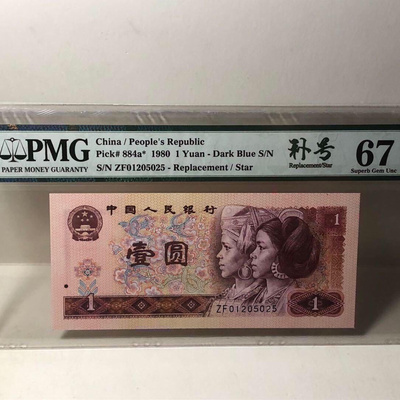 PMG
PAPER MONEY GUARANTY
China / People's Republic
Pick# 884a* 1980 1 Yuan - Dark Blue S/N
S/N ZF01205025 - Replacement / Star
补号
Replacement/Star
67
Superb Gem Unc
中国人民银行
1
壹圆
1
1
ZF01205025